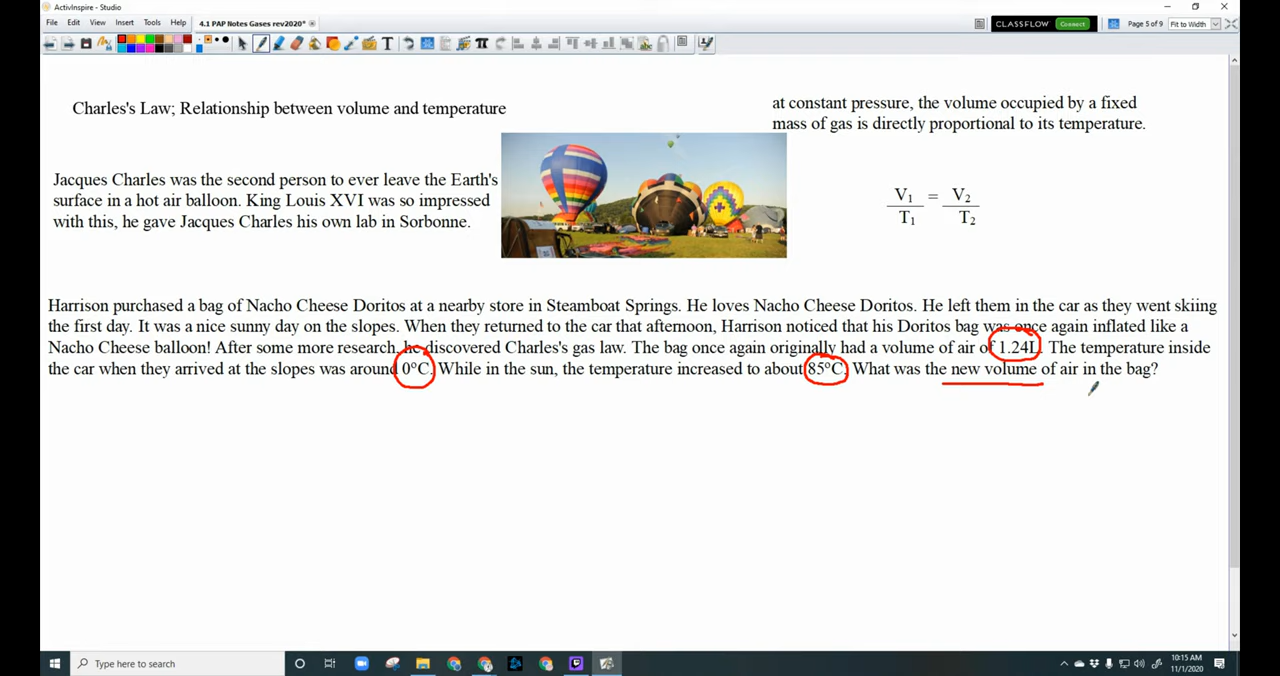 ActivInspire - Studio
File Edit View Insert Tools Help
4.1 PAP Notes Gases rev2020*
CLASSFLOW Connect
Page 5 of 9
Fit to Width
Charles's Law; Relationship between volume and temperature
at constant pressure, the volume occupied by a fixed
mass of gas is directly proportional to its temperature.
Jacques Charles was the second person to ever leave the Earth's
surface in a hot air balloon. King Louis XVI was so impressed
with this, he gave Jacques Charles his own lab in Sorbonne.
V₁ = V₂
T₁ T₂
Harrison purchased a bag of Nacho Cheese Doritos at a nearby store in Steamboat Springs. He loves Nacho Cheese Doritos. He left them in the car as they went skiing
the first day. It was a nice sunny day on the slopes. When they returned to the car that afternoon, Harrison noticed that his Doritos bag was once again inflated like a
Nacho Cheese balloon! After some more research, he discovered Charles's gas law. The bag once again originally had a volume of air of 1.24L. The temperature inside
the car when they arrived at the slopes was around 0°C. While in the sun, the temperature increased to about 85°C. What was the new volume of air in the bag?
Type here to search
10:15 AM
11/1/2020